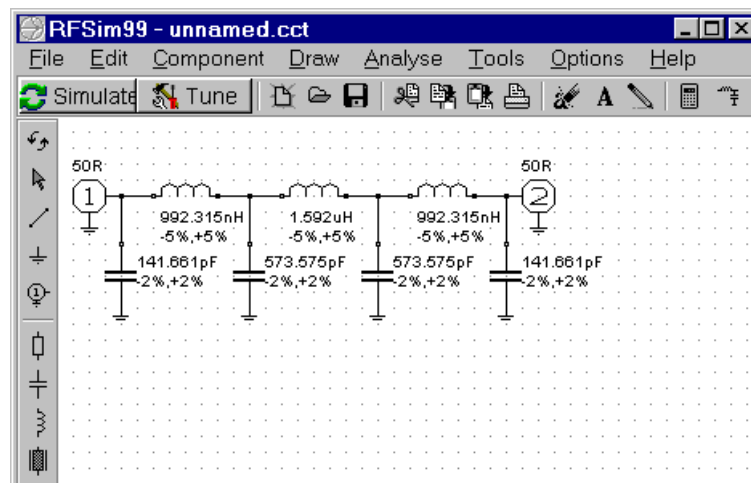 RFSim99 - unnamed.cct
File Edit Component Draw Analyse Tools Options Help
Simulate Tune A
50R 50R
1 2
992.315nH 1.592uH 992.315nH
-5%,+5% -5%,+5% -5%,+5%
141.661pF 573.575pF 573.575pF 141.661pF
-2%,+2% -2%,+2% -2%,+2% -2%,+2%
1